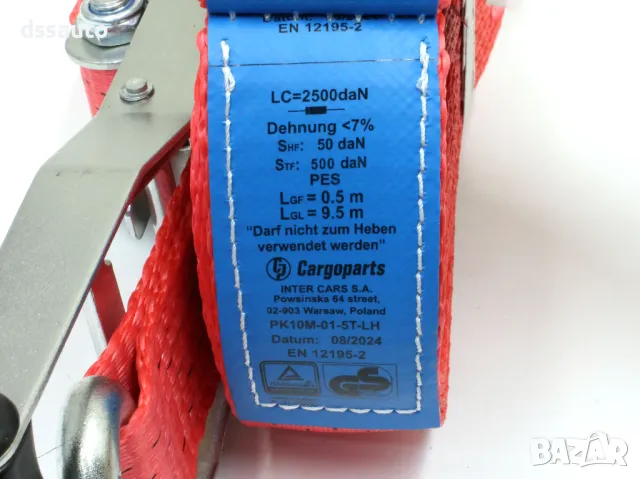 dssauto
EN 12195-2
LC=2500daN
Dehnung <7%
SHF: 50 daN
STF: 500 daN
PES
LGF = 0.5 m
LGL = 9.5 m
"Darf nicht zum Heben
verwendet werden"
Cargoparts
INTER CARS S.A.
Powsinska 64 street,
02-903 Warsaw, Poland
PK10M-01-5T-LH
Datum: 08/2024
EN 12195-2
GS
BAZAR